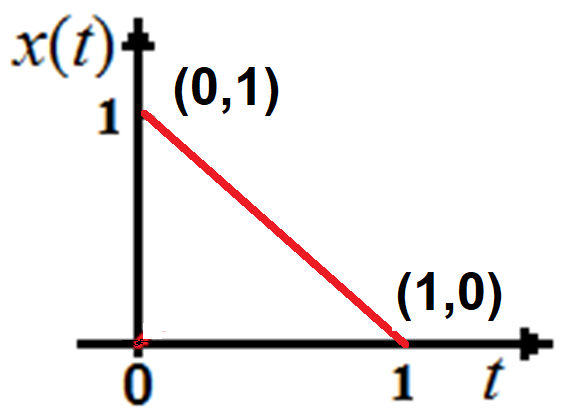 x(t)
(0,1)
1
(1,0)
0
1
t